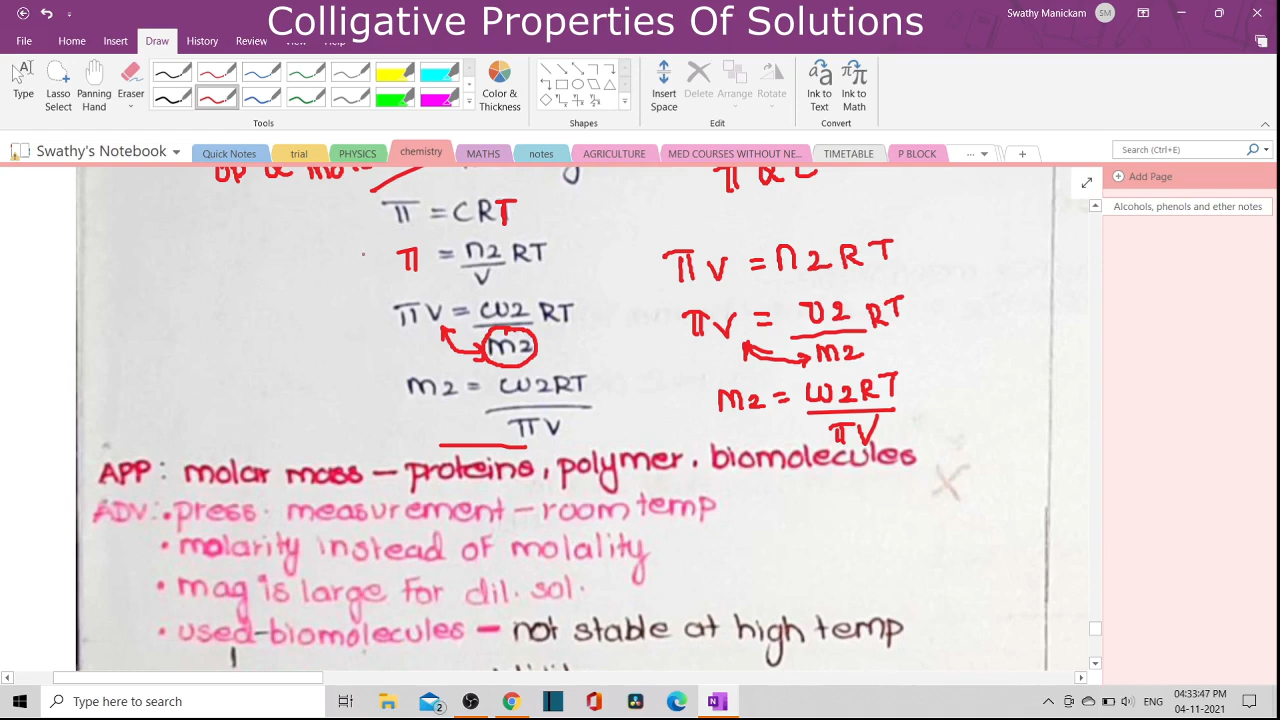 Colligative Properties Of Solutions
Swathy Manickam SM
File Home Insert Draw History Review View Help
Type
Lasso Select
Panning Hand
Eraser
Color & Thickness
Insert Space
Delete
Arrange
Rotate
Ink to Text
Ink to Math
Tools
Shapes
Edit
Convert
Swathy's Notebook
Quick Notes trial PHYSICS chemistry MATHS notes AGRICULTURE MED COURSES WITHOUT NE... TIMETABLE P BLOCK ...
Search (Ctrl+E)
Add Page
Alcohols, phenols and ether notes
π α C
π = CRT
π = n2/V RT
πV = w2/m2 RT
m2 = w2RT/πV
πV = n2RT
πV = w2/m2 RT
m2 = w2RT/πV
APP: molar mass - proteins, polymer, biomolecules
ADV: • press. measurement - room temp
• molarity instead of molality
• mag is large for dil. sol.
• used-biomolecules - not stable at high temp
Type here to search
2
ENG
04:33:47 PM
04-11-2021